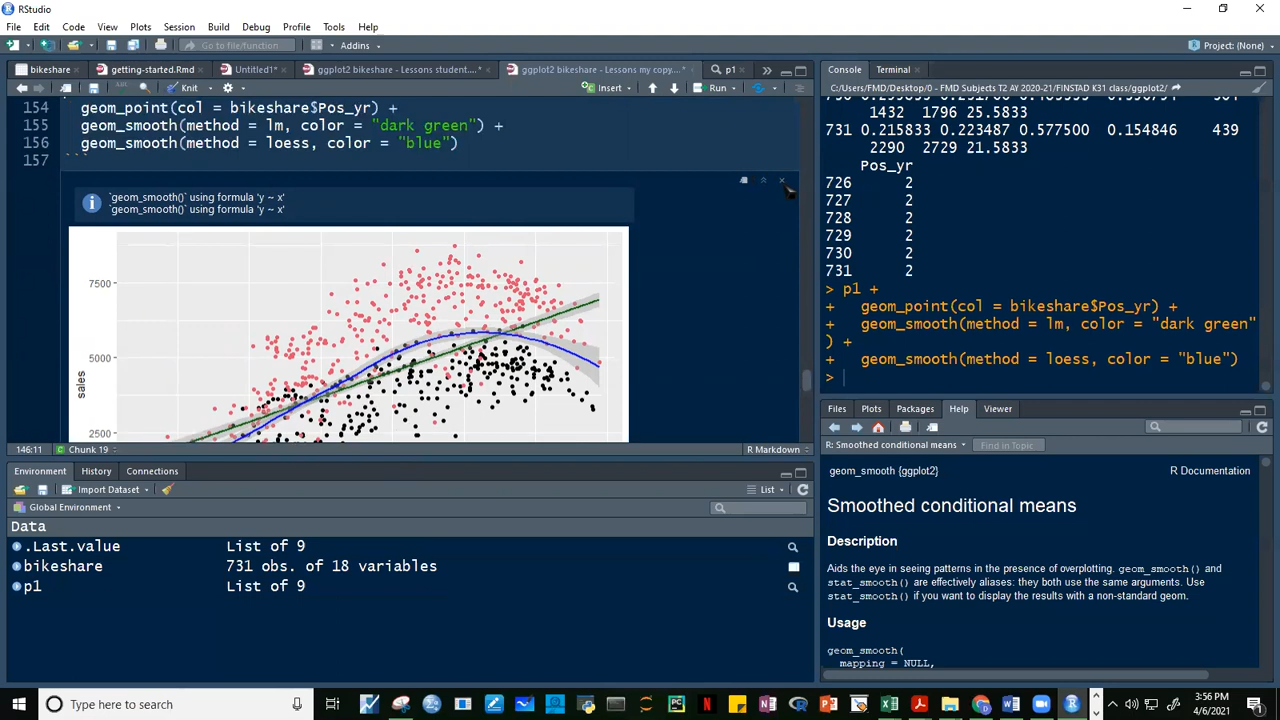 RStudio
File Edit Code View Plots Session Build Debug Profile Tools Help
Go to file/function Addins Project: (None)
bikeshare getting-started.Rmd Untitled1* ggplot2 bikeshare - Lessons student....* ggplot2 bikeshare - Lessons my copy....* p1
Knit Insert Run
154 geom_point(col = bikeshare$Pos_yr) +
155 geom_smooth(method = lm, color = "dark green") +
156 geom_smooth(method = loess, color = "blue")
157 ```
`geom_smooth()` using formula 'y ~ x'
`geom_smooth()` using formula 'y ~ x'
7500
5000
2500
sales
146:11 Chunk 19 R Markdown
Environment History Connections
Import Dataset List
Global Environment
Data
.Last.value List of 9
bikeshare 731 obs. of 18 variables
p1 List of 9
Console Terminal
C:/Users/FMD/Desktop/0 - FMD Subjects T2 AY 2020-21/FINSTAD K31 class/ggplot2/
1432 1796 25.5833
731 0.215833 0.223487 0.577500 0.154846 439
2290 2729 21.5833
Pos_yr
726 2
727 2
728 2
729 2
730 2
731 2
> p1 +
+ geom_point(col = bikeshare$Pos_yr) +
+ geom_smooth(method = lm, color = "dark green"
) +
+ geom_smooth(method = loess, color = "blue")
>
Files Plots Packages Help Viewer
R: Smoothed conditional means Find in Topic
geom_smooth {ggplot2} R Documentation
Smoothed conditional means
Description
Aids the eye in seeing patterns in the presence of overplotting. geom_smooth() and
stat_smooth() are effectively aliases: they both use the same arguments. Use
stat_smooth() if you want to display the results with a non-standard geom.
Usage
geom_smooth(
mapping = NULL,
Type here to search
3:56 PM
4/6/2021